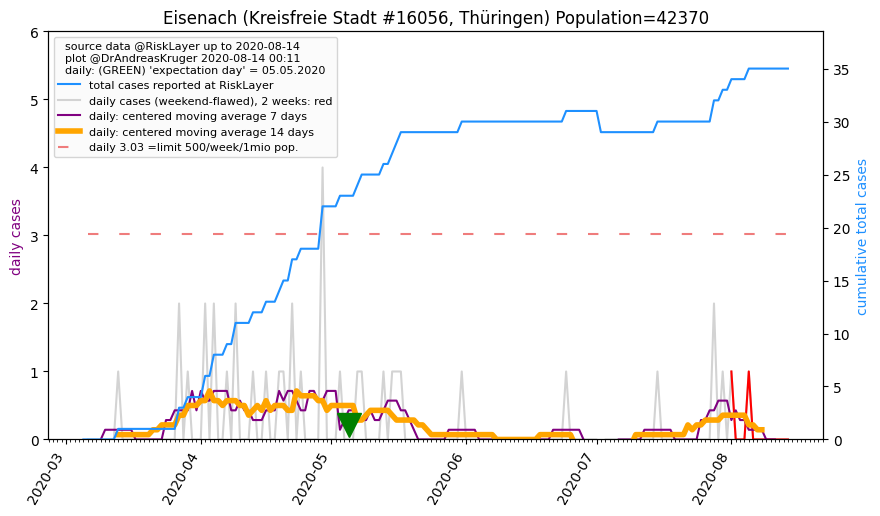 Eisenach (Kreisfreie Stadt #16056, Thüringen) Population=42370
source data @RiskLayer up to 2020-08-14
plot @DrAndreasKruger 2020-08-14 00:11
daily: (GREEN) 'expectation day' = 05.05.2020
total cases reported at RiskLayer
daily cases (weekend-flawed), 2 weeks: red
daily: centered moving average 7 days
daily: centered moving average 14 days
daily 3.03 =limit 500/week/1mio pop.
daily cases
6
5
4
3
2
1
0
cumulative total cases
35
30
25
20
15
10
5
0
2020-03
2020-04
2020-05
2020-06
2020-07
2020-08